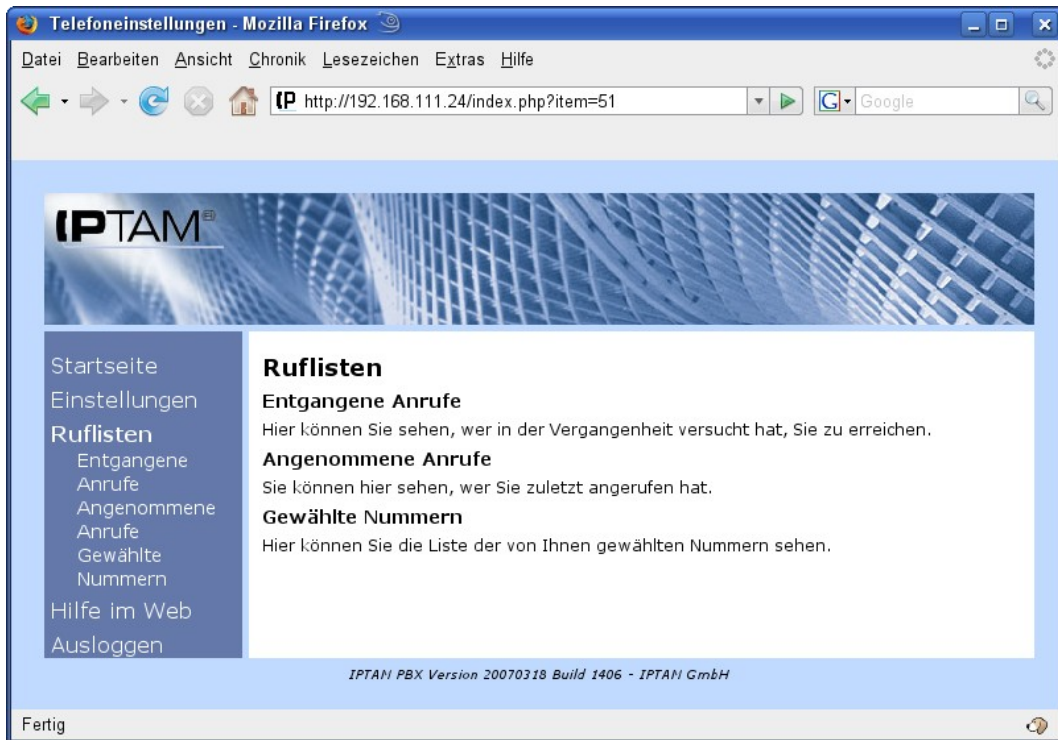 Telefoneinstellungen - Mozilla Firefox
Datei Bearbeiten Ansicht Chronik Lesezeichen Extras Hilfe
http://192.168.111.24/index.php?item=51
Google
IPTAM®
Startseite
Einstellungen
Ruflisten
Entgangene
Anrufe
Angenommene
Anrufe
Gewählte
Nummern
Hilfe im Web
Ausloggen
Ruflisten
Entgangene Anrufe
Hier können Sie sehen, wer in der Vergangenheit versucht hat, Sie zu erreichen.
Angenommene Anrufe
Sie können hier sehen, wer Sie zuletzt angerufen hat.
Gewählte Nummern
Hier können Sie die Liste der von Ihnen gewählten Nummern sehen.
IPTAM PBX Version 20070318 Build 1406 - IPTAM GmbH
Fertig